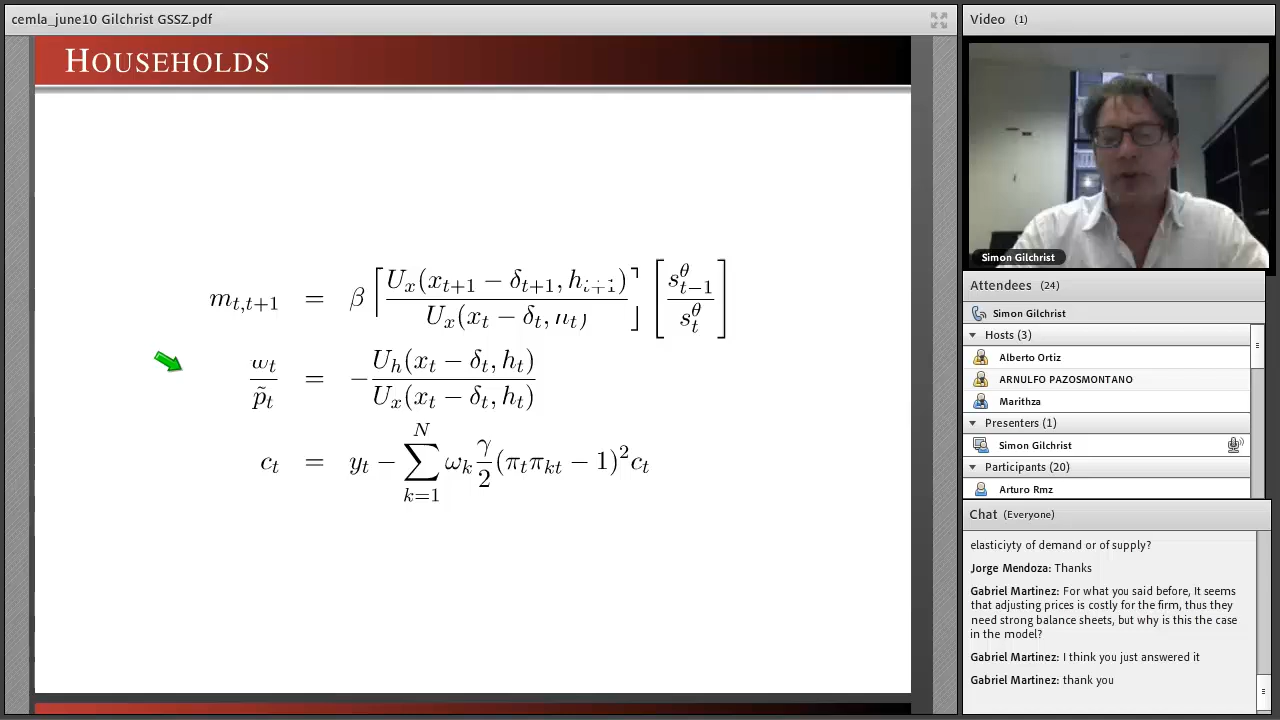 cemla_june10 Gilchrist GSSZ.pdf
HOUSEHOLDS
m_{t,t+1} = β [ U_x(x_{t+1} − δ_{t+1}, h_{t+1}) / U_x(x_t − δ_t, h_t) ] [ s^θ_{t−1} / s^θ_t ]
w_t / p̃_t = − U_h(x_t − δ_t, h_t) / U_x(x_t − δ_t, h_t)
c_t = y_t − ∑_{k=1}^{N} ω_k γ/2 (π_t π_{kt} − 1)^2 c_t
Video (1)
Simon Gilchrist
Attendees (24)
Simon Gilchrist
Hosts (3)
Alberto Ortiz
ARNULFO PAZOSMONTANO
Marithza
Presenters (1)
Simon Gilchrist
Participants (20)
Arturo Rmz
Chat (Everyone)
elasticiyty of demand or of supply?
Jorge Mendoza: Thanks
Gabriel Martinez: For what you said before, It seems
that adjusting prices is costly for the firm, thus they
need strong balance sheets, but why is this the case
in the model?
Gabriel Martinez: I think you just answered it
Gabriel Martinez: thank you